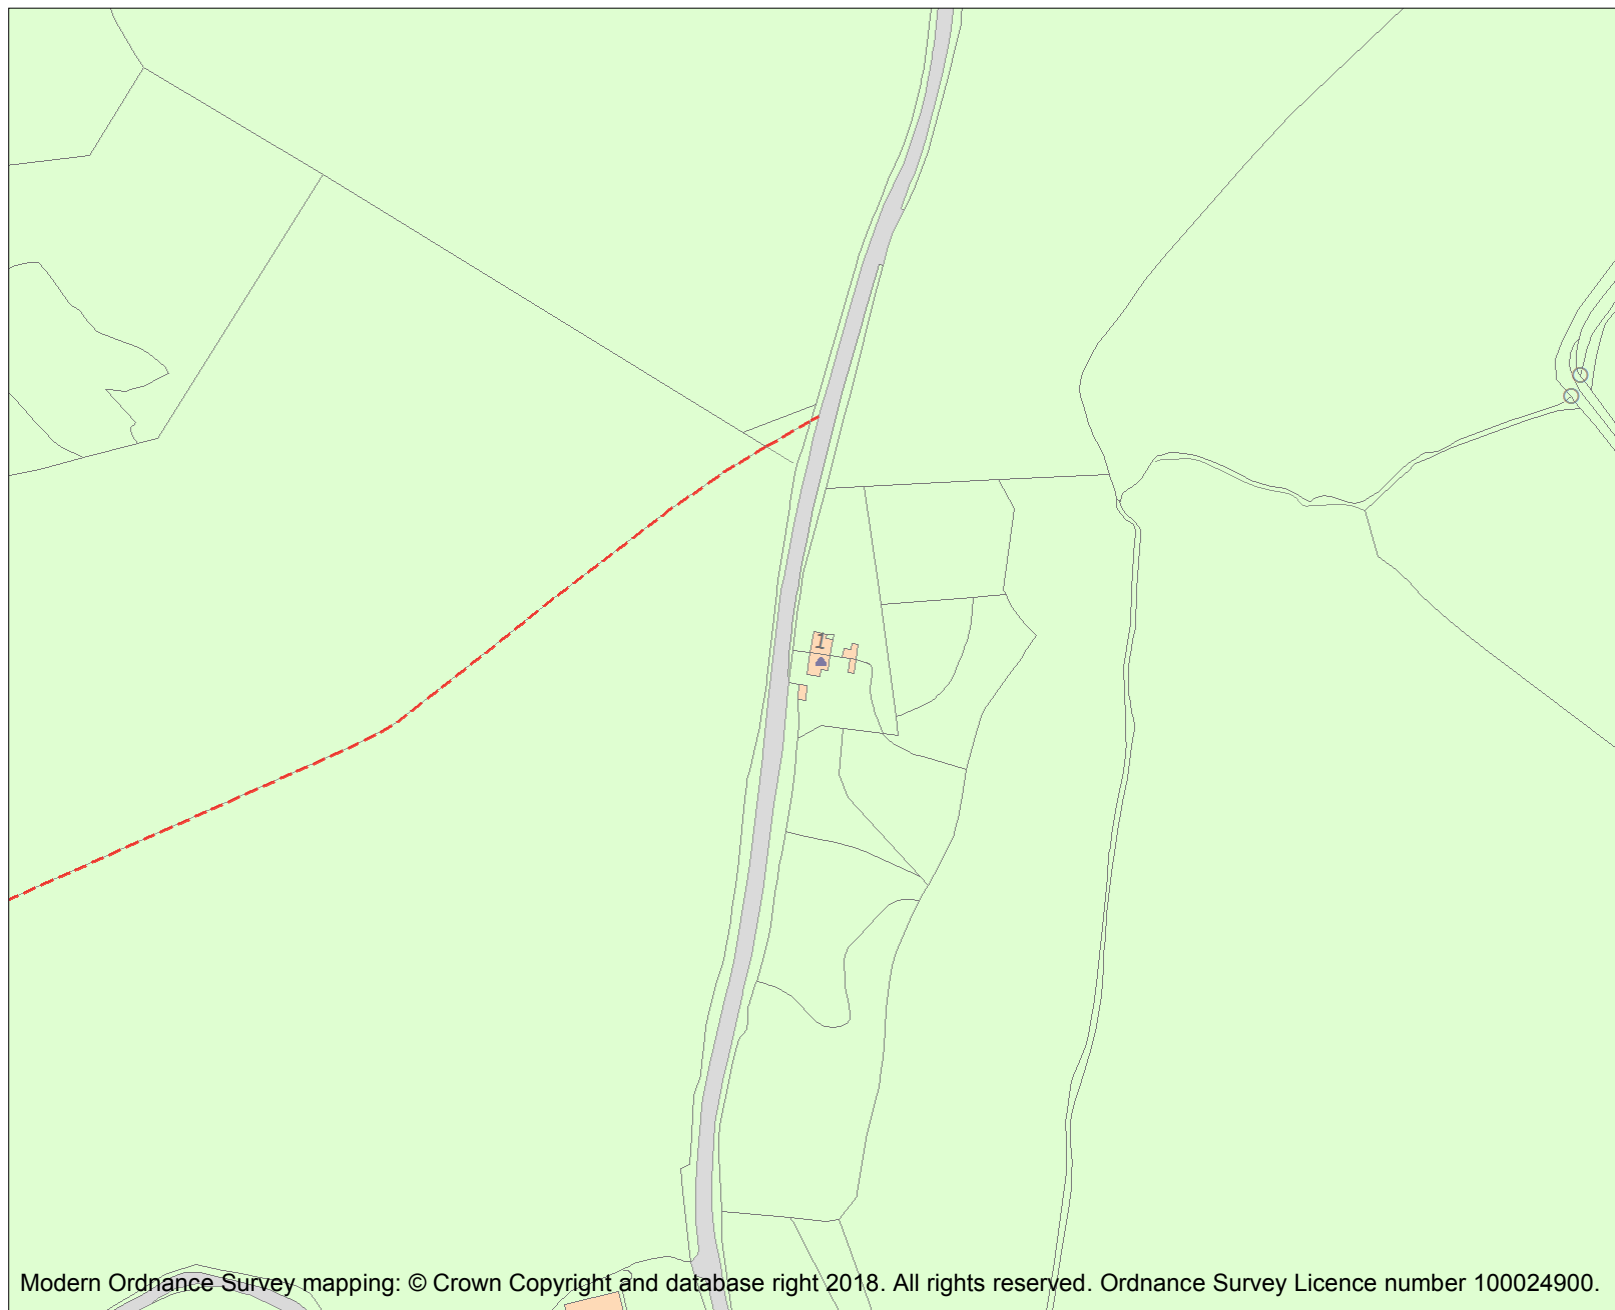 1
Modern Ordnance Survey mapping: © Crown Copyright and database right 2018. All rights reserved. Ordnance Survey Licence number 100024900.